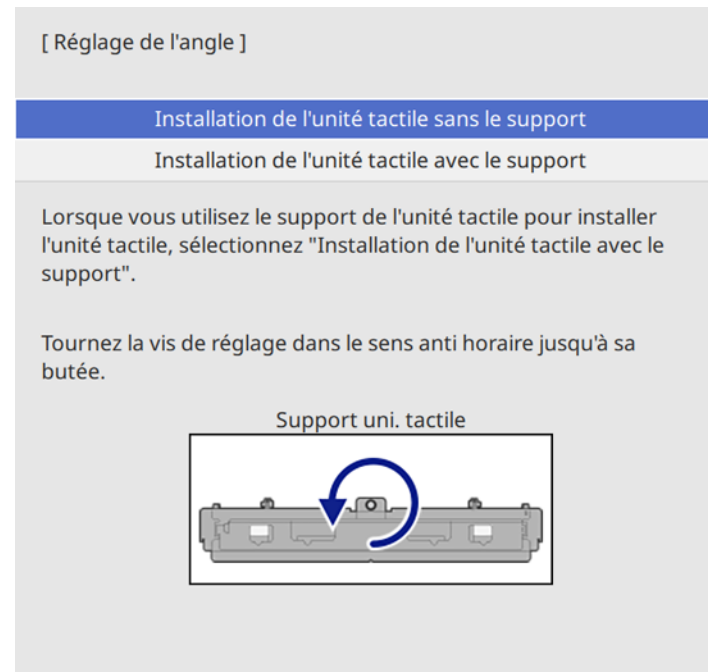 [ Réglage de l'angle ]
Installation de l'unité tactile sans le support
Installation de l'unité tactile avec le support
Lorsque vous utilisez le support de l'unité tactile pour installer
l'unité tactile, sélectionnez "Installation de l'unité tactile avec le
support".
Tournez la vis de réglage dans le sens anti horaire jusqu'à sa
butée.
Support uni. tactile